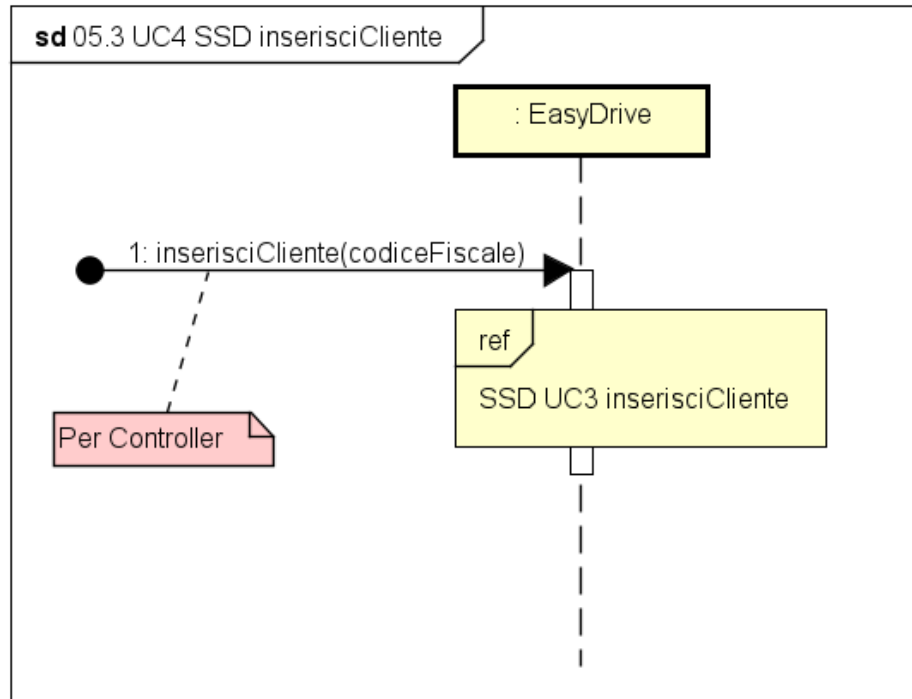 sd 05.3 UC4 SSD inserisciCliente
: EasyDrive
1: inserisciCliente(codiceFiscale)
ref
SSD UC3 inserisciCliente
Per Controller